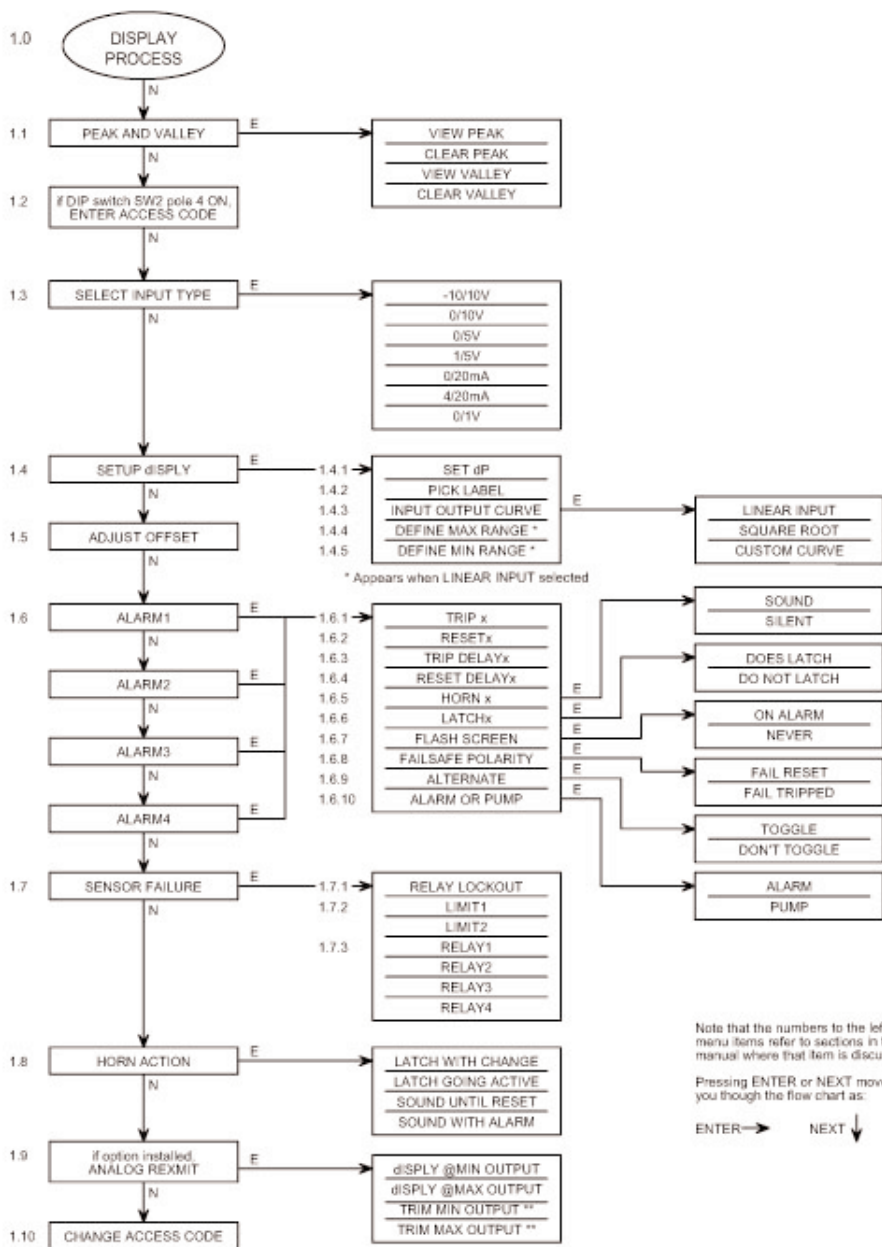 1.0
DISPLAY
PROCESS
N
1.1
PEAK AND VALLEY
E
VIEW PEAK
CLEAR PEAK
VIEW VALLEY
CLEAR VALLEY
N
1.2
if DIP switch SW2 pole 4 ON,
ENTER ACCESS CODE
N
1.3
SELECT INPUT TYPE
E
-10/10V
0/10V
0/5V
1/5V
0/20mA
4/20mA
0/1V
N
1.4
SETUP dISPLY
E
1.4.1
SET dP
1.4.2
PICK LABEL
1.4.3
INPUT OUTPUT CURVE
E
LINEAR INPUT
SQUARE ROOT
CUSTOM CURVE
1.4.4
DEFINE MAX RANGE *
1.4.5
DEFINE MIN RANGE *
* Appears when LINEAR INPUT selected
N
1.5
ADJUST OFFSET
N
1.6
ALARM1
E
N
ALARM2
E
N
ALARM3
E
N
ALARM4
E
N
1.6.1
TRIP x
1.6.2
RESETx
1.6.3
TRIP DELAYx
1.6.4
RESET DELAYx
1.6.5
HORN x
E
1.6.6
LATCHx
E
1.6.7
FLASH SCREEN
E
1.6.8
FAILSAFE POLARITY
E
1.6.9
ALTERNATE
E
1.6.10
ALARM OR PUMP
E
SOUND
SILENT
DOES LATCH
DO NOT LATCH
ON ALARM
NEVER
FAIL RESET
FAIL TRIPPED
TOGGLE
DON'T TOGGLE
ALARM
PUMP
1.7
SENSOR FAILURE
E
1.7.1
RELAY LOCKOUT
1.7.2
LIMIT1
LIMIT2
1.7.3
RELAY1
RELAY2
RELAY3
RELAY4
N
1.8
HORN ACTION
E
LATCH WITH CHANGE
LATCH GOING ACTIVE
SOUND UNTIL RESET
SOUND WITH ALARM
N
1.9
if option installed,
ANALOG REXMIT
E
dISPLY @MIN OUTPUT
dISPLY @MAX OUTPUT
TRIM MIN OUTPUT **
TRIM MAX OUTPUT **
N
1.10
CHANGE ACCESS CODE
Note that the numbers to the
menu items refer to sections in
manual where that item is
Pressing ENTER or NEXT
you though the flow chart as:
ENTER
NEXT